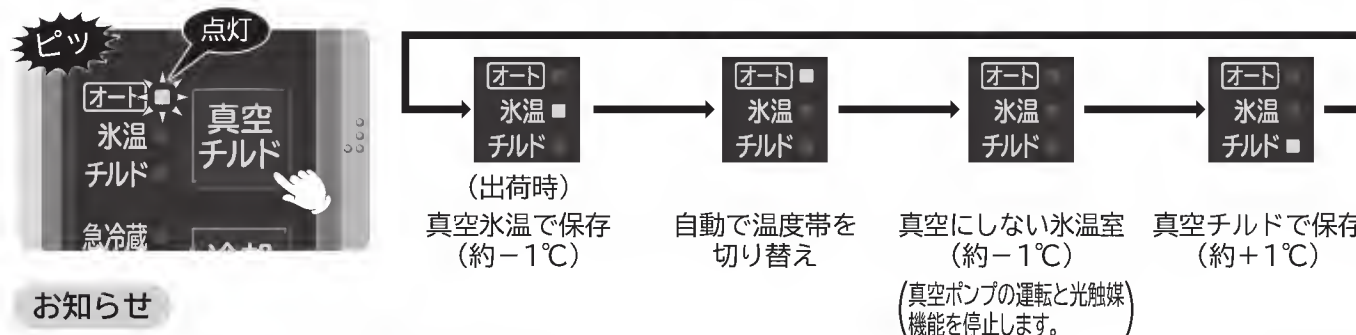 ピッ
点灯
オート
氷温
チルド
真空
チルド
急冷蔵
オート
氷温
チルド
(出荷時)
真空氷温で保存
(約−1℃)
オート
氷温
チルド
自動で温度帯を
切り替え
オート
氷温
チルド
真空にしない氷温室
(約−1℃)
(真空ポンプの運転と光触媒
機能を停止します。
オート
氷温
チルド
真空チルドで保存
(約+1℃)
お知らせ